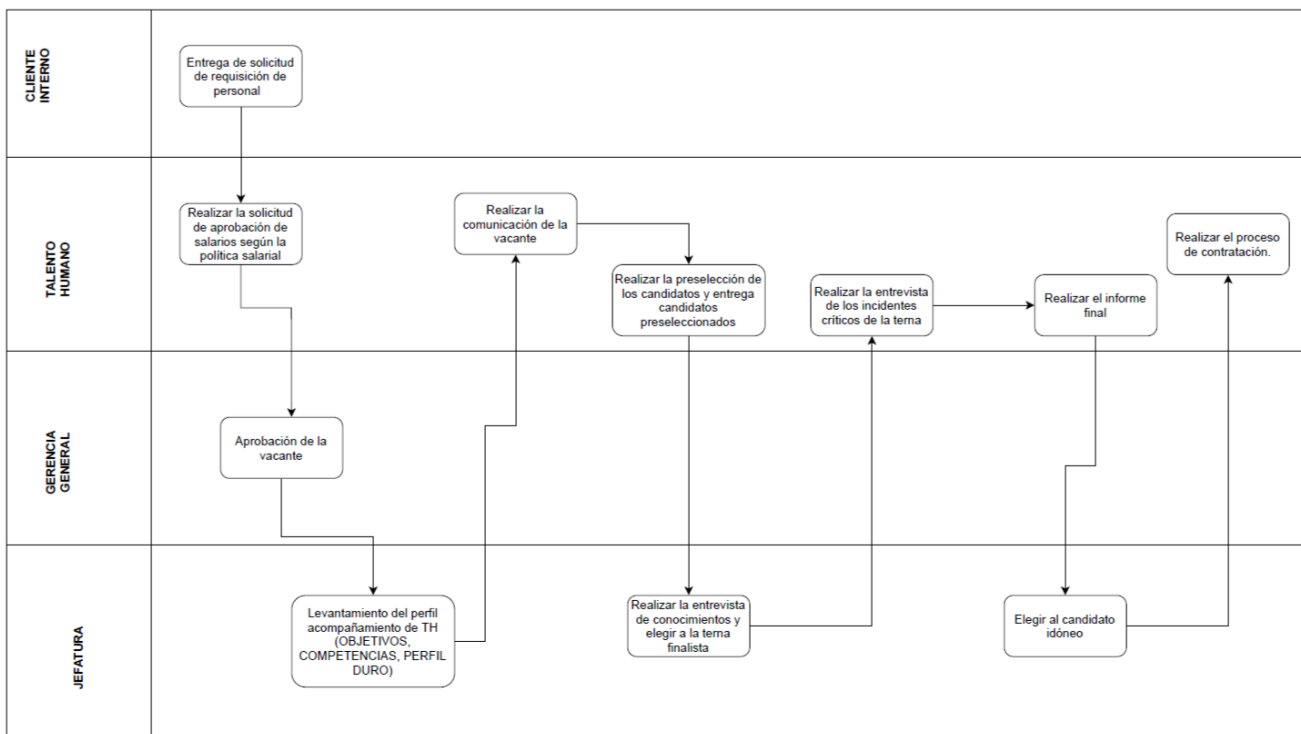 CLIENTE
INTERNO
Entrega de solicitud
de requisición de
personal
TALENTO
HUMANO
Realizar la solicitud
de aprobación de
salarios según la
política salarial
Realizar la
comunicación de la
vacante
Realizar la preselección de
los candidatos y entrega
candidatos
preseleccionados
Realizar la entrevista
de los incidentes
críticos de la terna
Realizar el informe
final
Realizar el proceso
de contratación.
GERENCIA
GENERAL
Aprobación de la
vacante
JEFATURA
Levantamiento del perfil
acompañamiento de TH
(OBJETIVOS,
COMPETENCIAS, PERFIL
DURO)
Realizar la entrevista
de conocimientos y
elegir a la terna
finalista
Elegir al candidato
idóneo